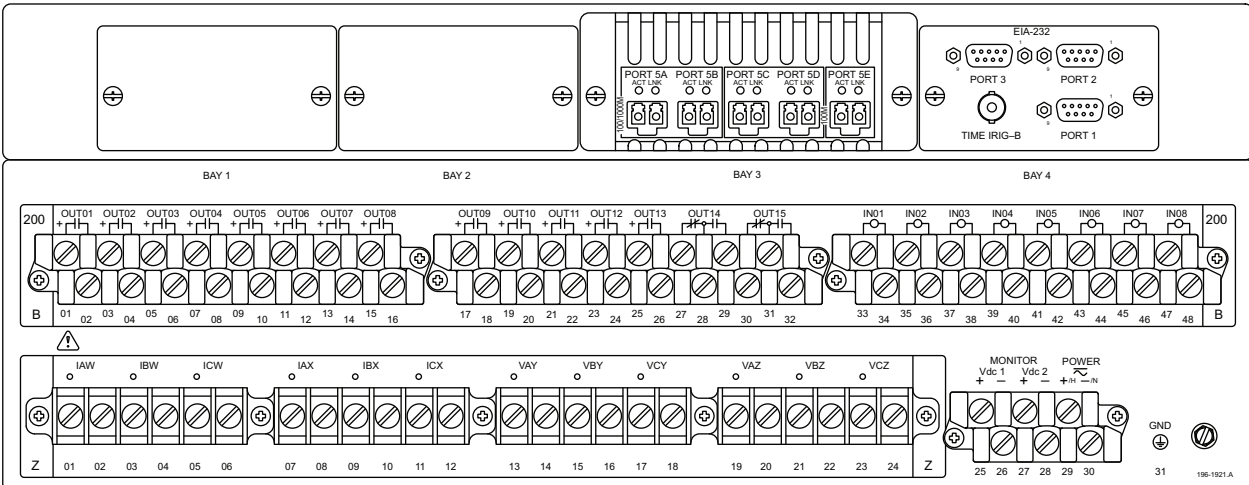 EIA-232
PORT 5A PORT 5B PORT 5C PORT 5D PORT 5E
ACT LNK ACT LNK ACT LNK ACT LNK ACT LNK
100/1000M
100M
1 1
9 9
PORT 3 PORT 2
1
9
TIME IRIG–B PORT 1
BAY 1 BAY 2 BAY 3 BAY 4
200 OUT01 OUT02 OUT03 OUT04 OUT05 OUT06 OUT07 OUT08 OUT09 OUT10 OUT11 OUT12 OUT13 OUT14 OUT15 IN01 IN02 IN03 IN04 IN05 IN06 IN07 IN08 200
+ + + + + + + + + + + + +
B 01 02 03 04 05 06 07 08 09 10 11 12 13 14 15 16 17 18 19 20 21 22 23 24 25 26 27 28 29 30 31 32 33 34 35 36 37 38 39 40 41 42 43 44 45 46 47 48 B
!
IAW IBW ICW IAX IBX ICX VAY VBY VCY VAZ VBZ VCZ
MONITOR POWER
Vdc 1 Vdc 2
+ – + – +/H –/N
GND
Z 01 02 03 04 05 06 07 08 09 10 11 12 13 14 15 16 17 18 19 20 21 22 23 24 Z
25 26 27 28 29 30 31
196-1921.A